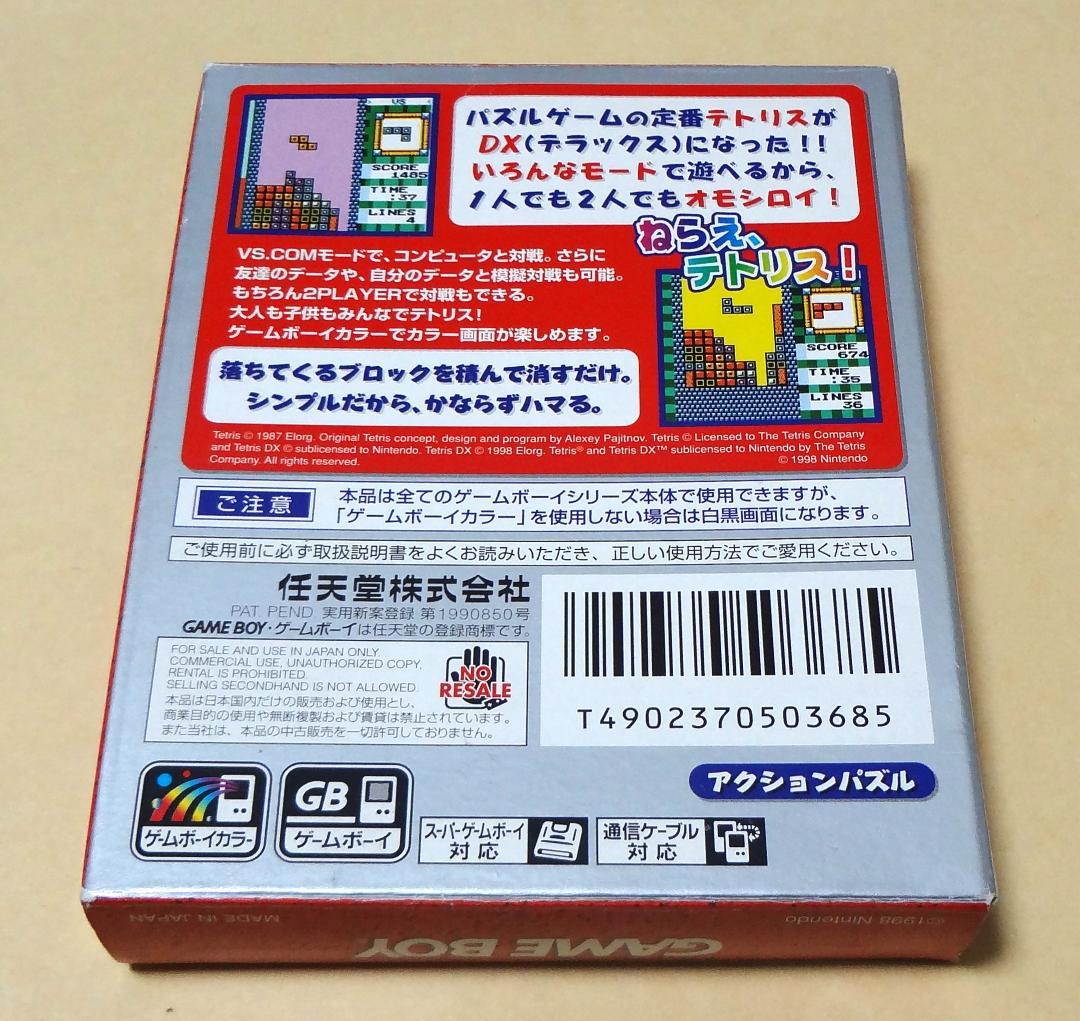 VS
SCORE
1485
TIME
:37
LINES
4
パズルゲームの定番テトリスが
DX(デラックス)になった!!
いろんなモードで遊べるから、
1人でも2人でもオモシロイ!
ねらえ、
テトリス!
VS.COMモードで、コンピュータと対戦。さらに
友達のデータや、自分のデータと模擬対戦も可能。
もちろん2PLAYERで対戦もできる。
大人も子供もみんなでテトリス!
ゲームボーイカラーでカラー画面が楽しめます。
SCORE
674
TIME
:35
LINES
36
落ちてくるブロックを積んで消すだけ。
シンプルだから、かならずハマる。
Tetris © 1987 Elorg. Original Tetris concept, design and program by Alexey Pajitnov. Tetris © Licensed to The Tetris Company
and Tetris DX © sublicensed to Nintendo. Tetris DX © 1998 Elorg. Tetris® and Tetris DX™ sublicensed to Nintendo by The Tetris
Company. All rights reserved.
© 1998 Nintendo
ご注意
本品は全てのゲームボーイシリーズ本体で使用できますが、
「ゲームボーイカラー」を使用しない場合は白黒画面になります。
ご使用前に必ず取扱説明書をよくお読みいただき、正しい使用方法でご愛用ください。
任天堂株式会社
PAT. PEND. 実用新案登録 第1990850号
GAME BOY・ゲームボーイは任天堂の登録商標です。
FOR SALE AND USE IN JAPAN ONLY.
COMMERCIAL USE, UNAUTHORIZED COPY,
RENTAL IS PROHIBITED.
SELLING SECONDHAND IS NOT ALLOWED.
NO
RESALE
本品は日本国内だけの販売および使用とし、
商業目的の使用や無断複製および賃貸は禁止されています。
また当社は、本品の中古販売を一切許可しておりません。
T4902370503685
アクションパズル
ゲームボーイカラー
GB
ゲームボーイ
スーパーゲームボーイ
対応
通信ケーブル
対応
MADE IN JAPAN
©1998 Nintendo
GAME BOY